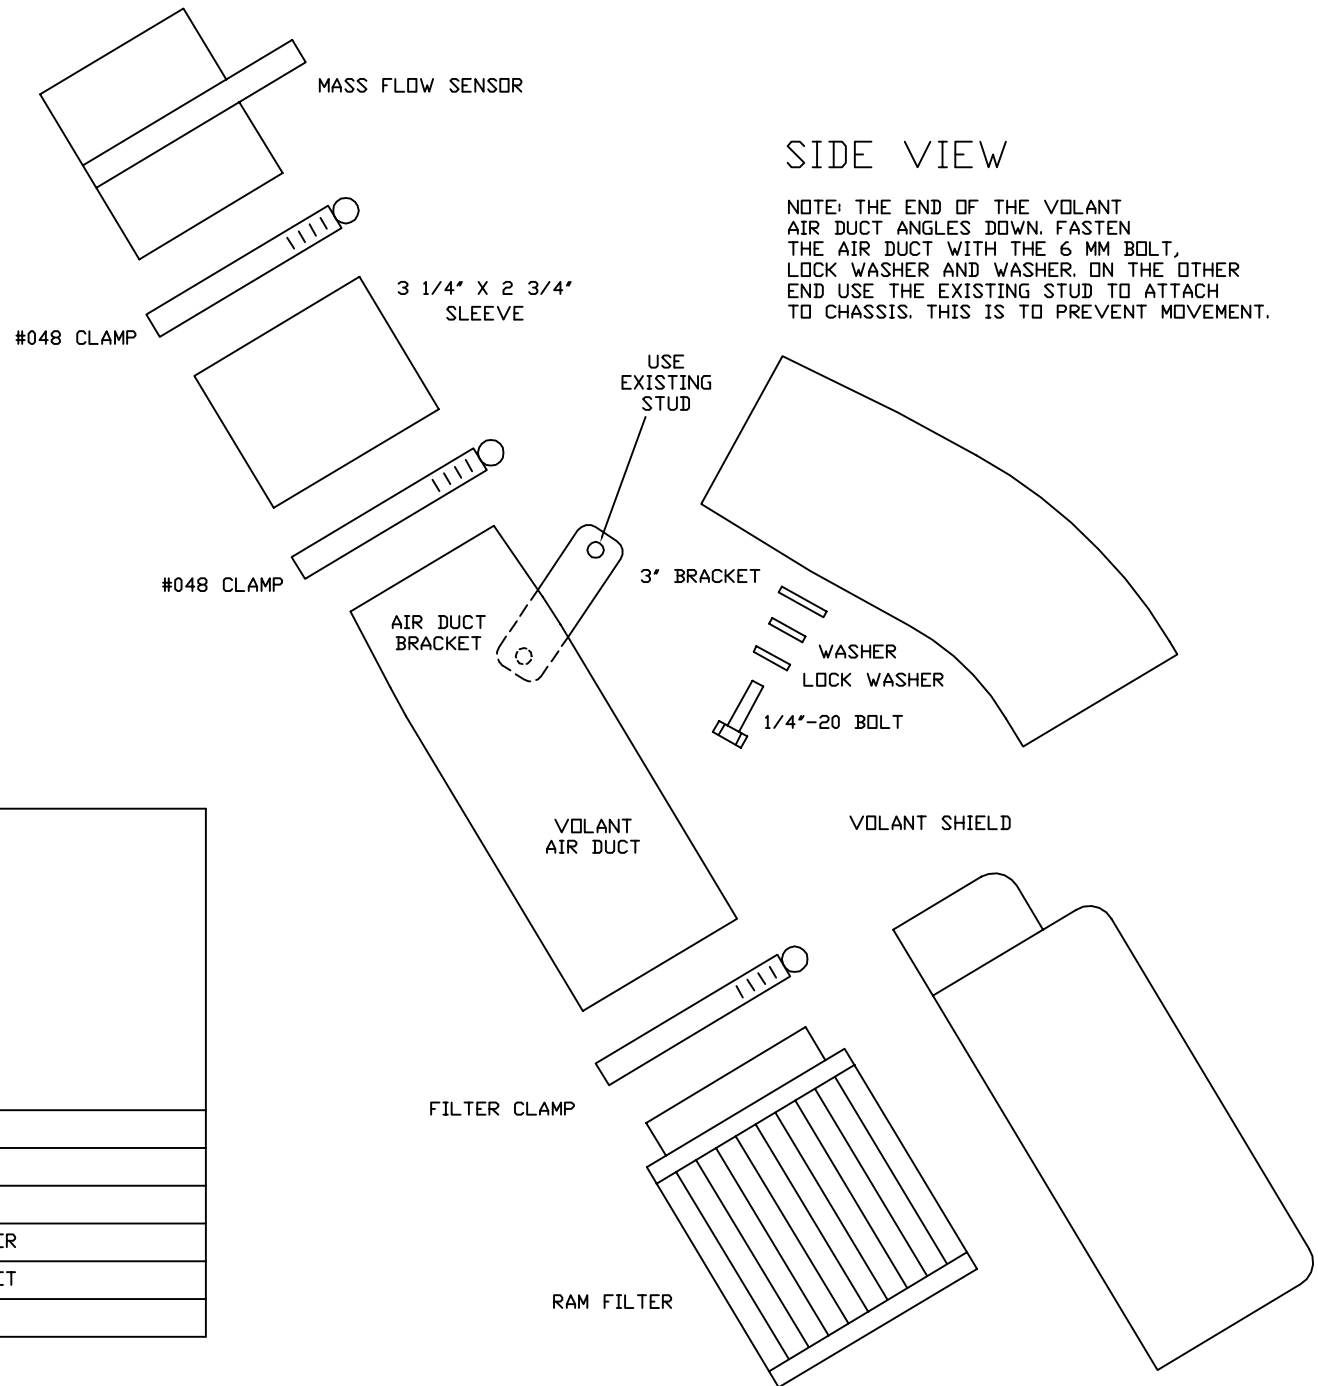 MASS FLOW SENSOR
SIDE VIEW
NOTE: THE END OF THE VOLANT
AIR DUCT ANGLES DOWN. FASTEN
THE AIR DUCT WITH THE 6 MM BOLT,
LOCK WASHER AND WASHER. ON THE OTHER
END USE THE EXISTING STUD TO ATTACH
TO CHASSIS. THIS IS TO PREVENT MOVEMENT.
3 1/4" X 2 3/4"
SLEEVE
#048 CLAMP
USE
EXISTING
STUD
#048 CLAMP
3" BRACKET
AIR DUCT
BRACKET
WASHER
LOCK WASHER
1/4"-20 BOLT
VOLANT
AIR DUCT
VOLANT SHIELD
FILTER CLAMP
ER
CT
RAM FILTER